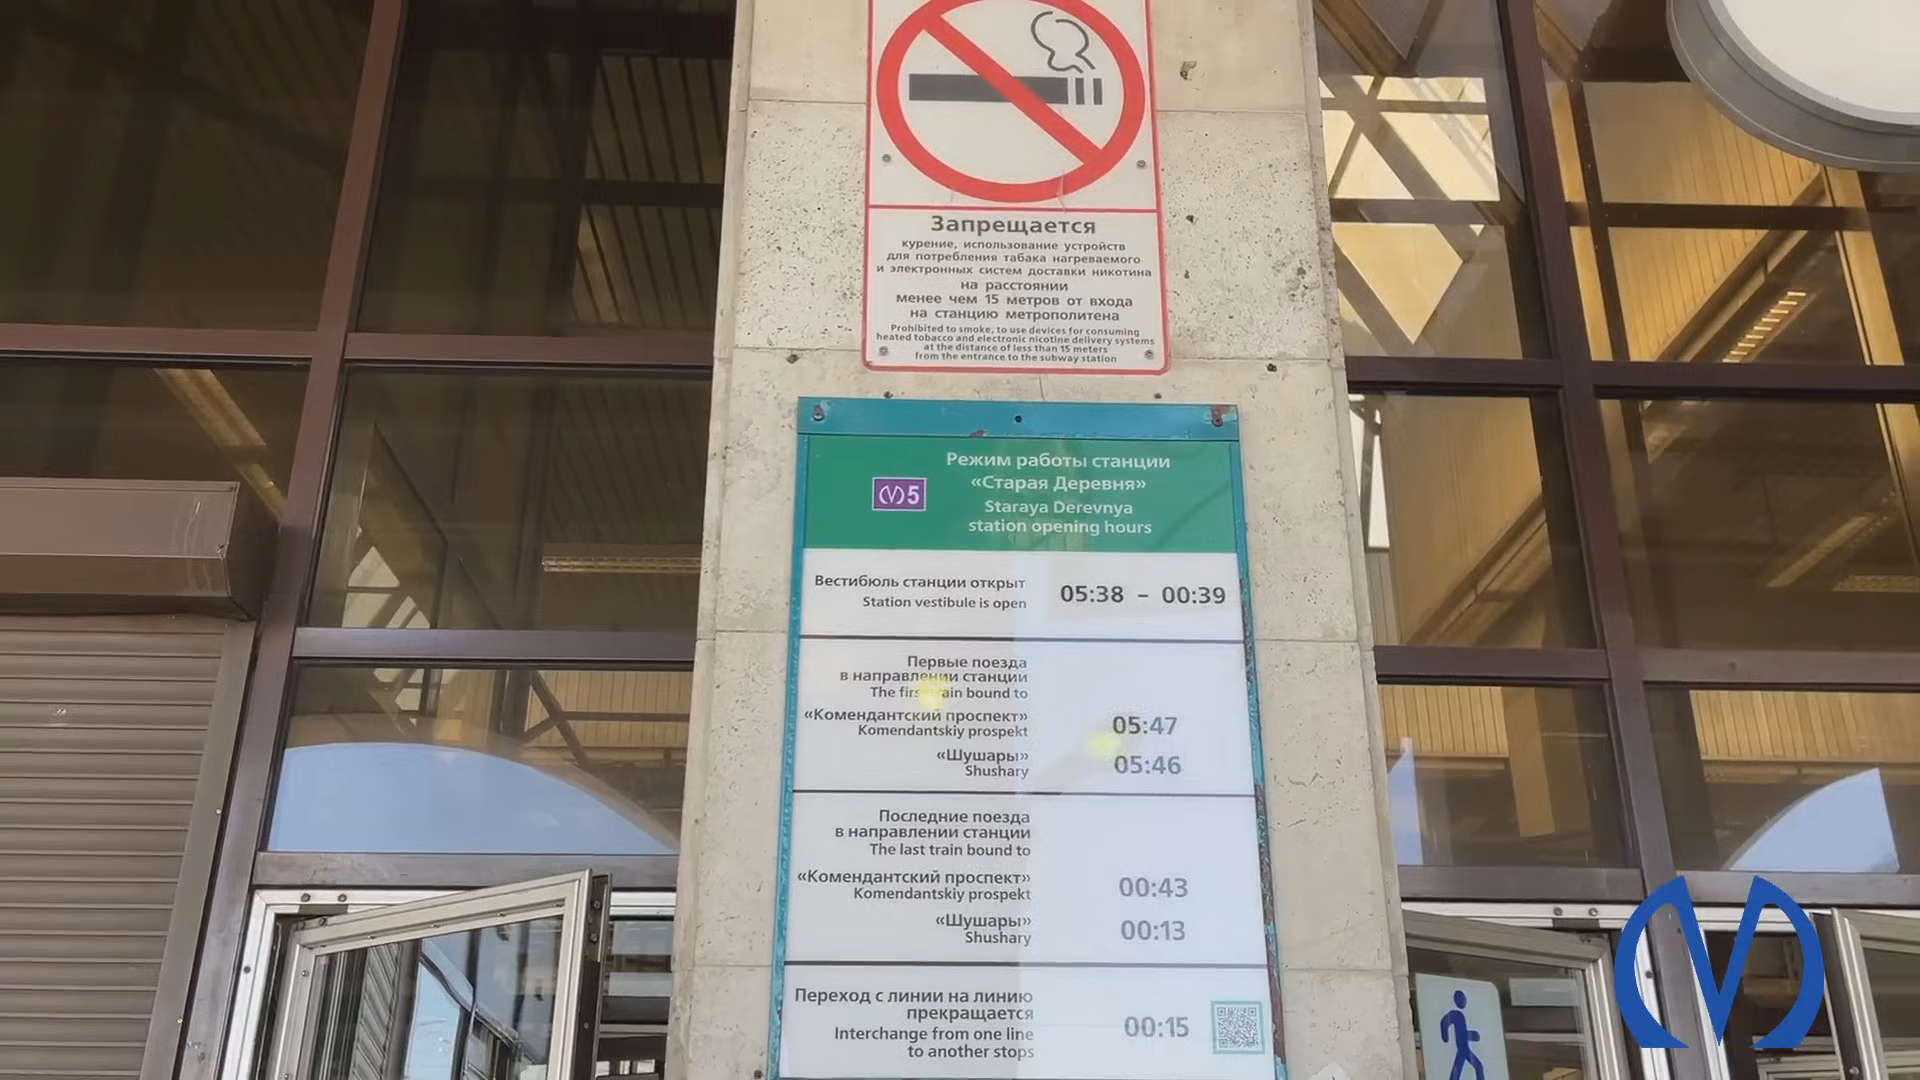 Запрещается
курение, использование устройств
для потребления табака нагреваемого
и электронных систем доставки никотина
на расстоянии
менее чем 15 метров от входа
на станцию метрополитена
Prohibited to smoke, to use devices for consuming
heated tobacco and electronic nicotine delivery systems
at the distance of less than 15 meters
from the entrance to the subway station
Режим работы станции
«Старая Деревня»
5
Staraya Derevnya
station opening hours
Вестибюль станции открыт
Station vestibule is open
05:38 – 00:39
Первые поезда
в направлении станции
The first train bound to
«Комендантский проспект»
Komendantskiy prospekt
05:47
«Шушары»
Shushary
05:46
Последние поезда
в направлении станции
The last train bound to
«Комендантский проспект»
Komendantskiy prospekt
00:43
«Шушары»
Shushary
00:13
Переход с линии на линию
прекращается
Interchange from one line
to another stops
00:15